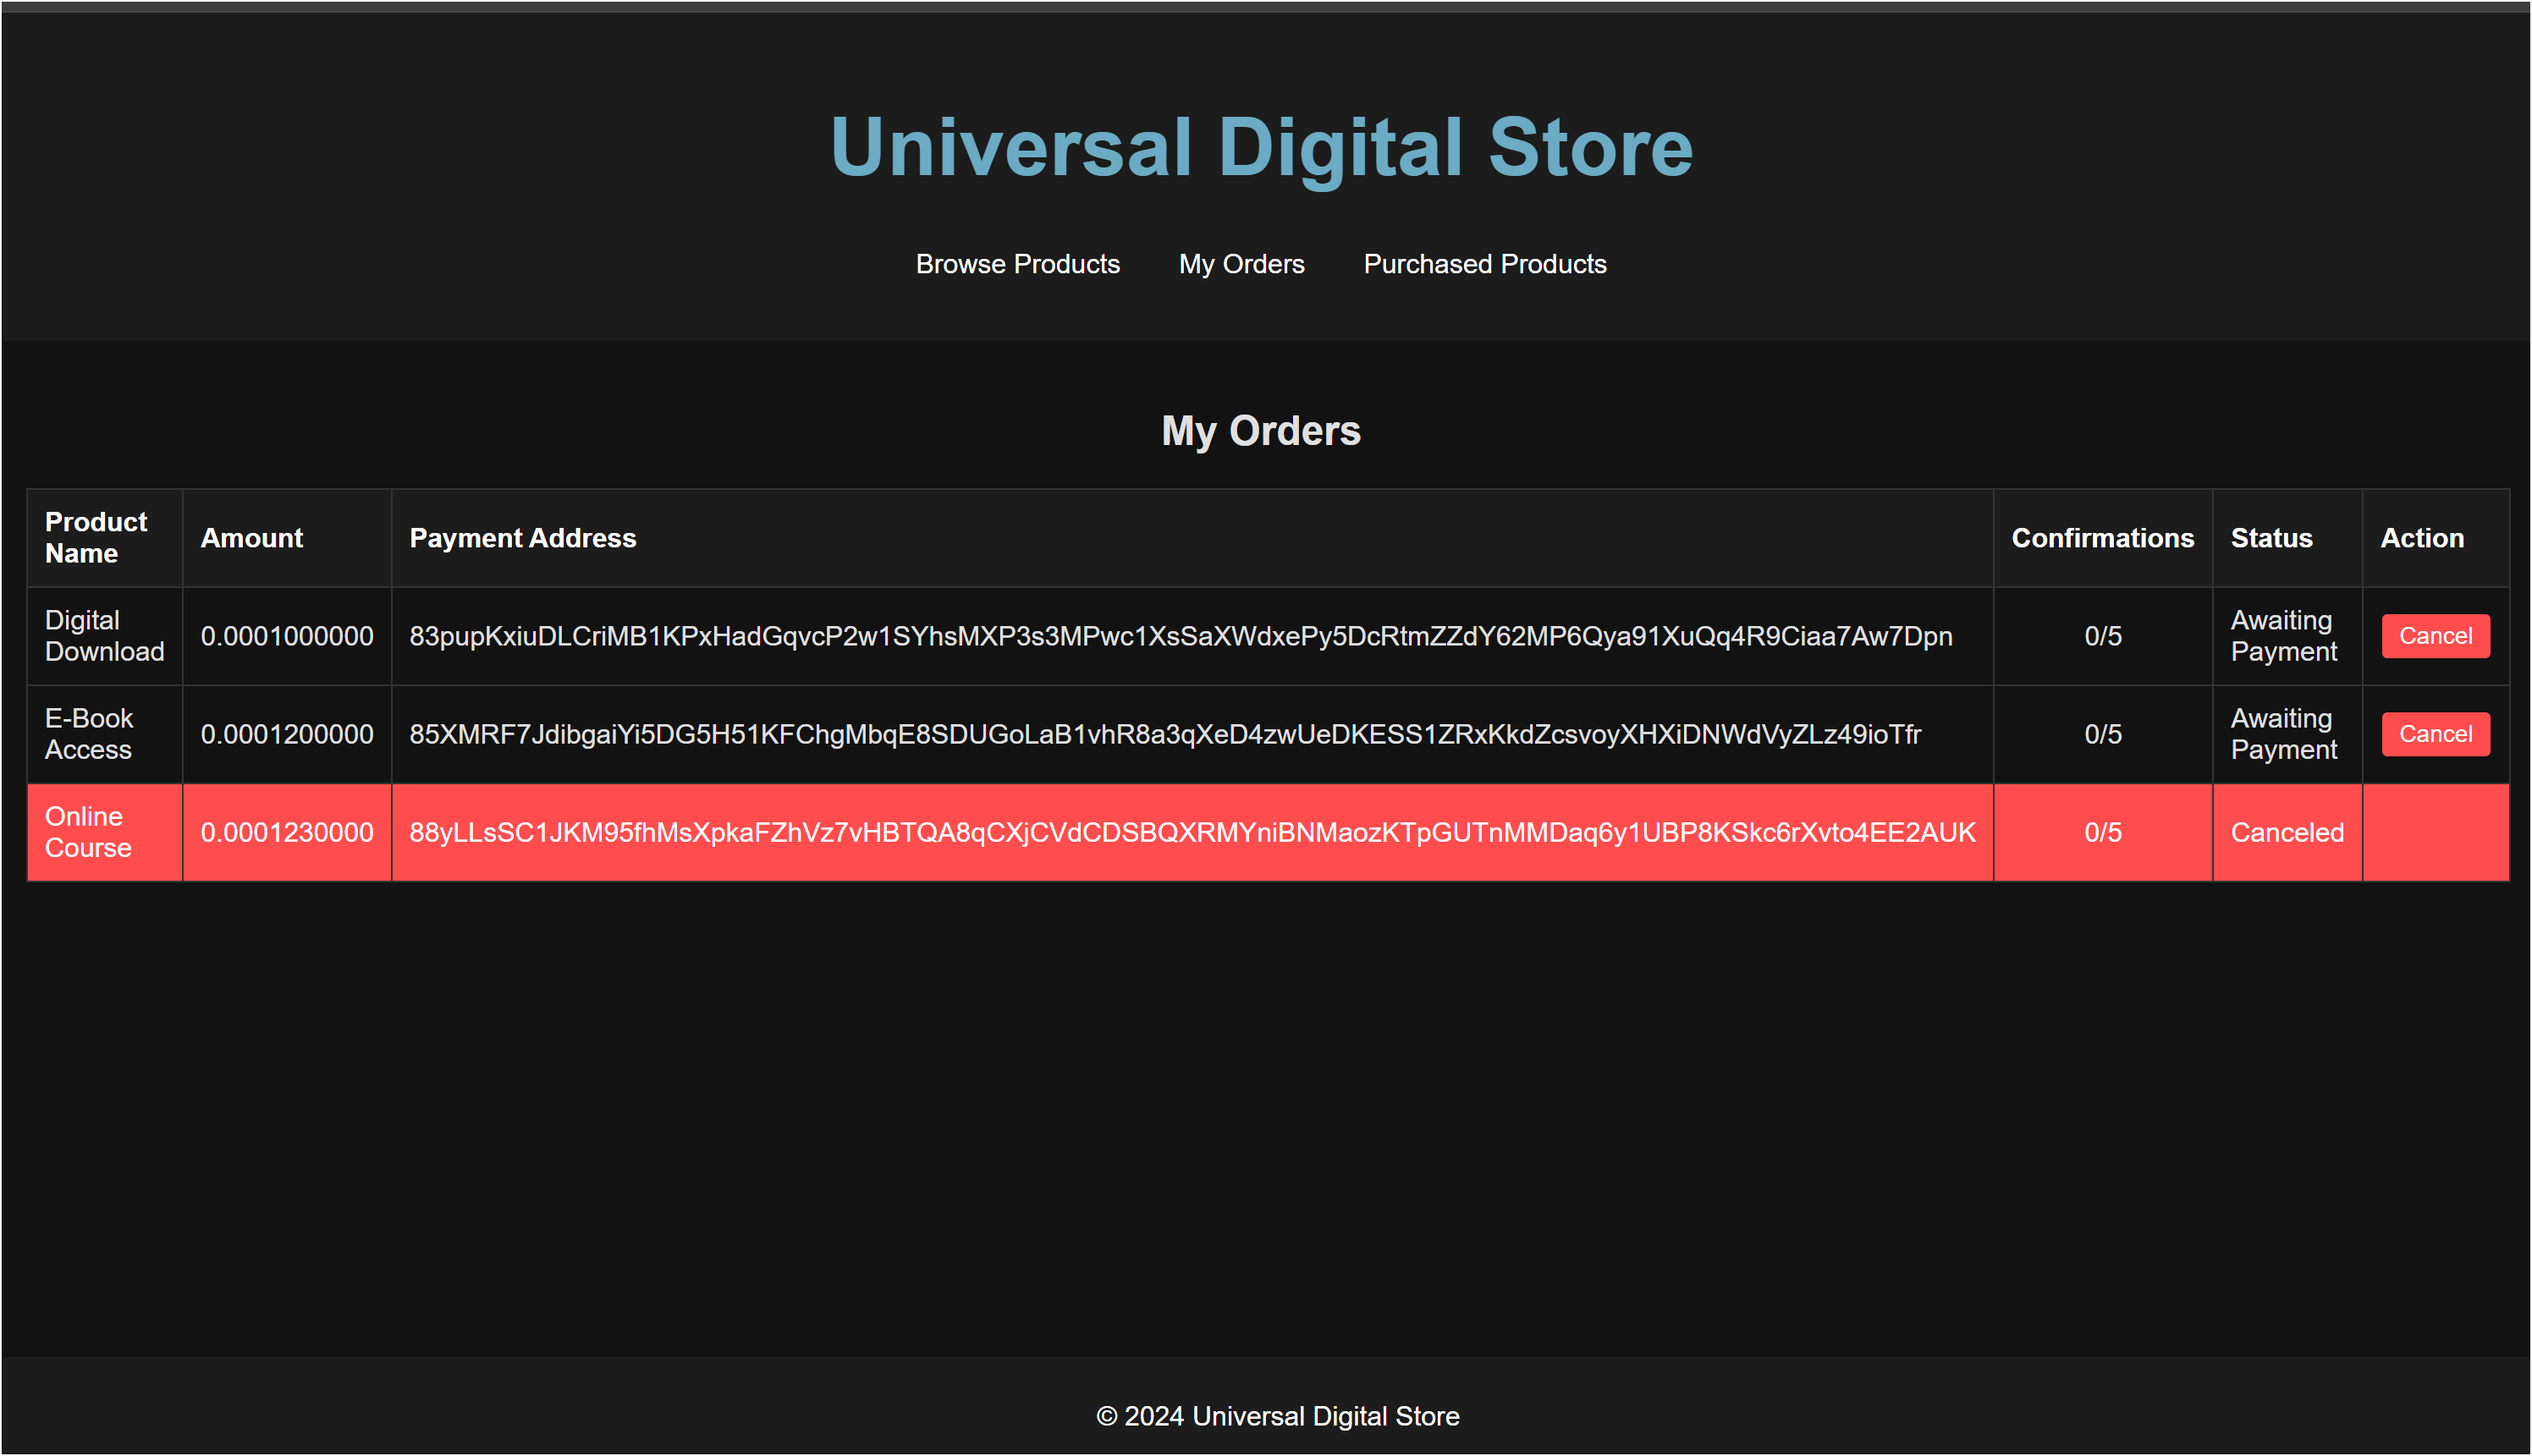 Universal Digital Store
Browse Products My Orders Purchased Products
My Orders
Product Name Amount Payment Address Confirmations Status Action
Digital Download 0.0001000000 83pupKxiuDLCriMB1KPxHadGqvcP2w1SYhsMXP3s3MPwc1XsSaXWdxePy5DcRtmZZdY62MP6Qya91XuQq4R9Ciaa7Aw7Dpn 0/5 Awaiting Payment Cancel
E-Book Access 0.0001200000 85XMRF7JdibgaiYi5DG5H51KFChgMbqE8SDUGoLaB1vhR8a3qXeD4zwUeDKESS1ZRxKkdZcsvoyXHXiDNWdVyZLz49ioTfr 0/5 Awaiting Payment Cancel
Online Course 0.0001230000 88yLLsSC1JKM95fhMsXpkaFZhVz7vHBTQA8qCXjCVdCDSBQXRMYniBNMaozKTpGUTnMMDaq6y1UBP8KSkc6rXvto4EE2AUK 0/5 Canceled
© 2024 Universal Digital Store